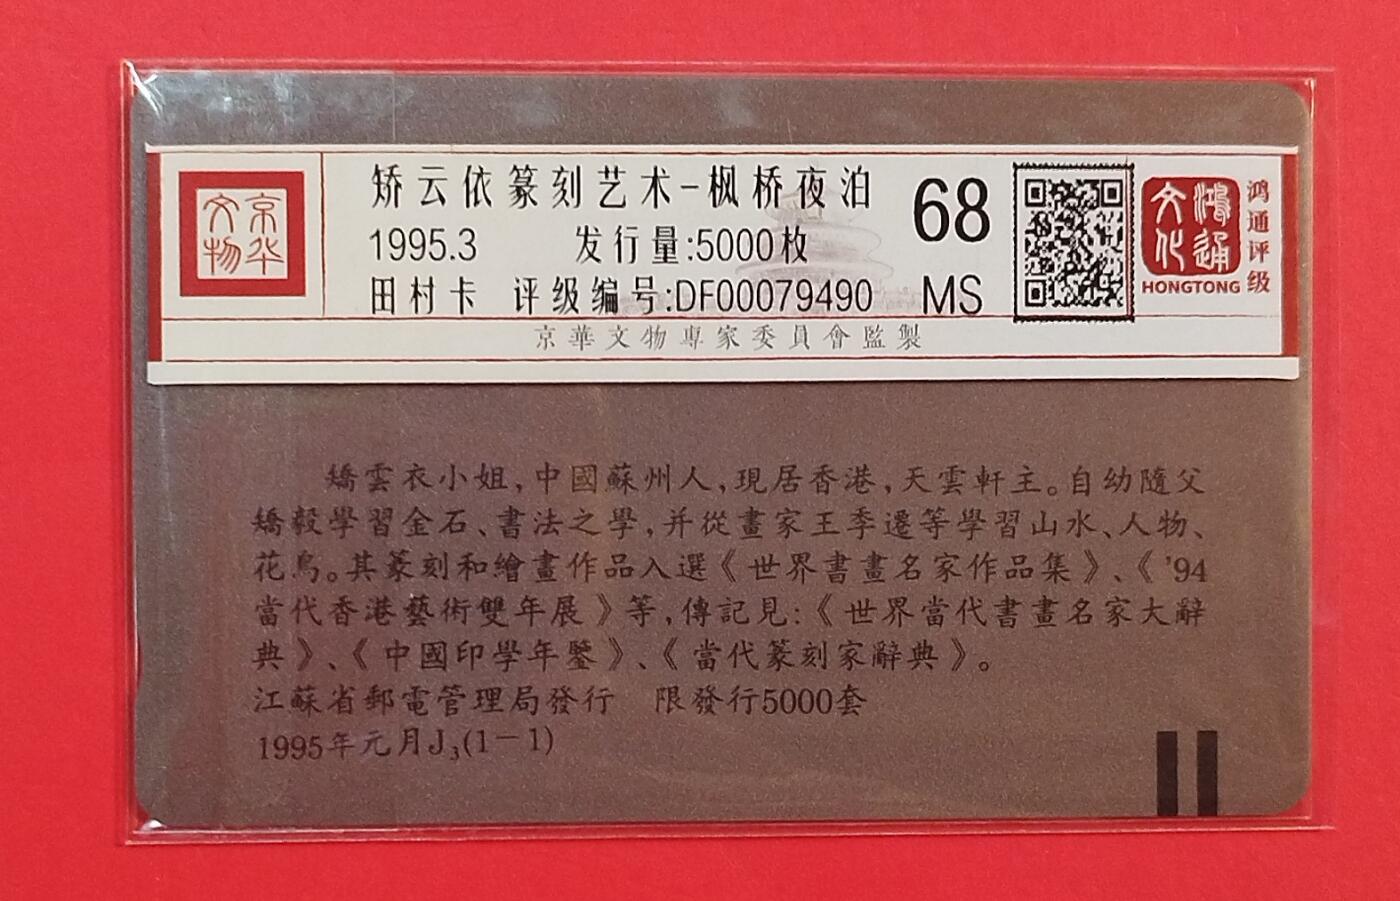 京华文物
矫云依篆刻艺术-枫桥夜泊
1995.3 发行量:5000枚
田村卡 评级编号:DF00079490
68
MS
鸿通文化
HONGTONG
鸿通评级
京華文物專家委員會監製
矯雲衣小姐,中國蘇州人,現居香港,天雲軒主。自幼隨父
矯毅學習金石、書法之學,并從畫家王季遷等學習山水、人物、
花鳥。其篆刻和繪畫作品入選《世界書畫名家作品集》、《'94
當代香港藝術雙年展》等,傳記見:《世界當代書畫名家大辭
典》、《中國印學年鑒》、《當代篆刻家辭典》。
江蘇省郵電管理局發行 限發行5000套
1995年元月J3(1-1)